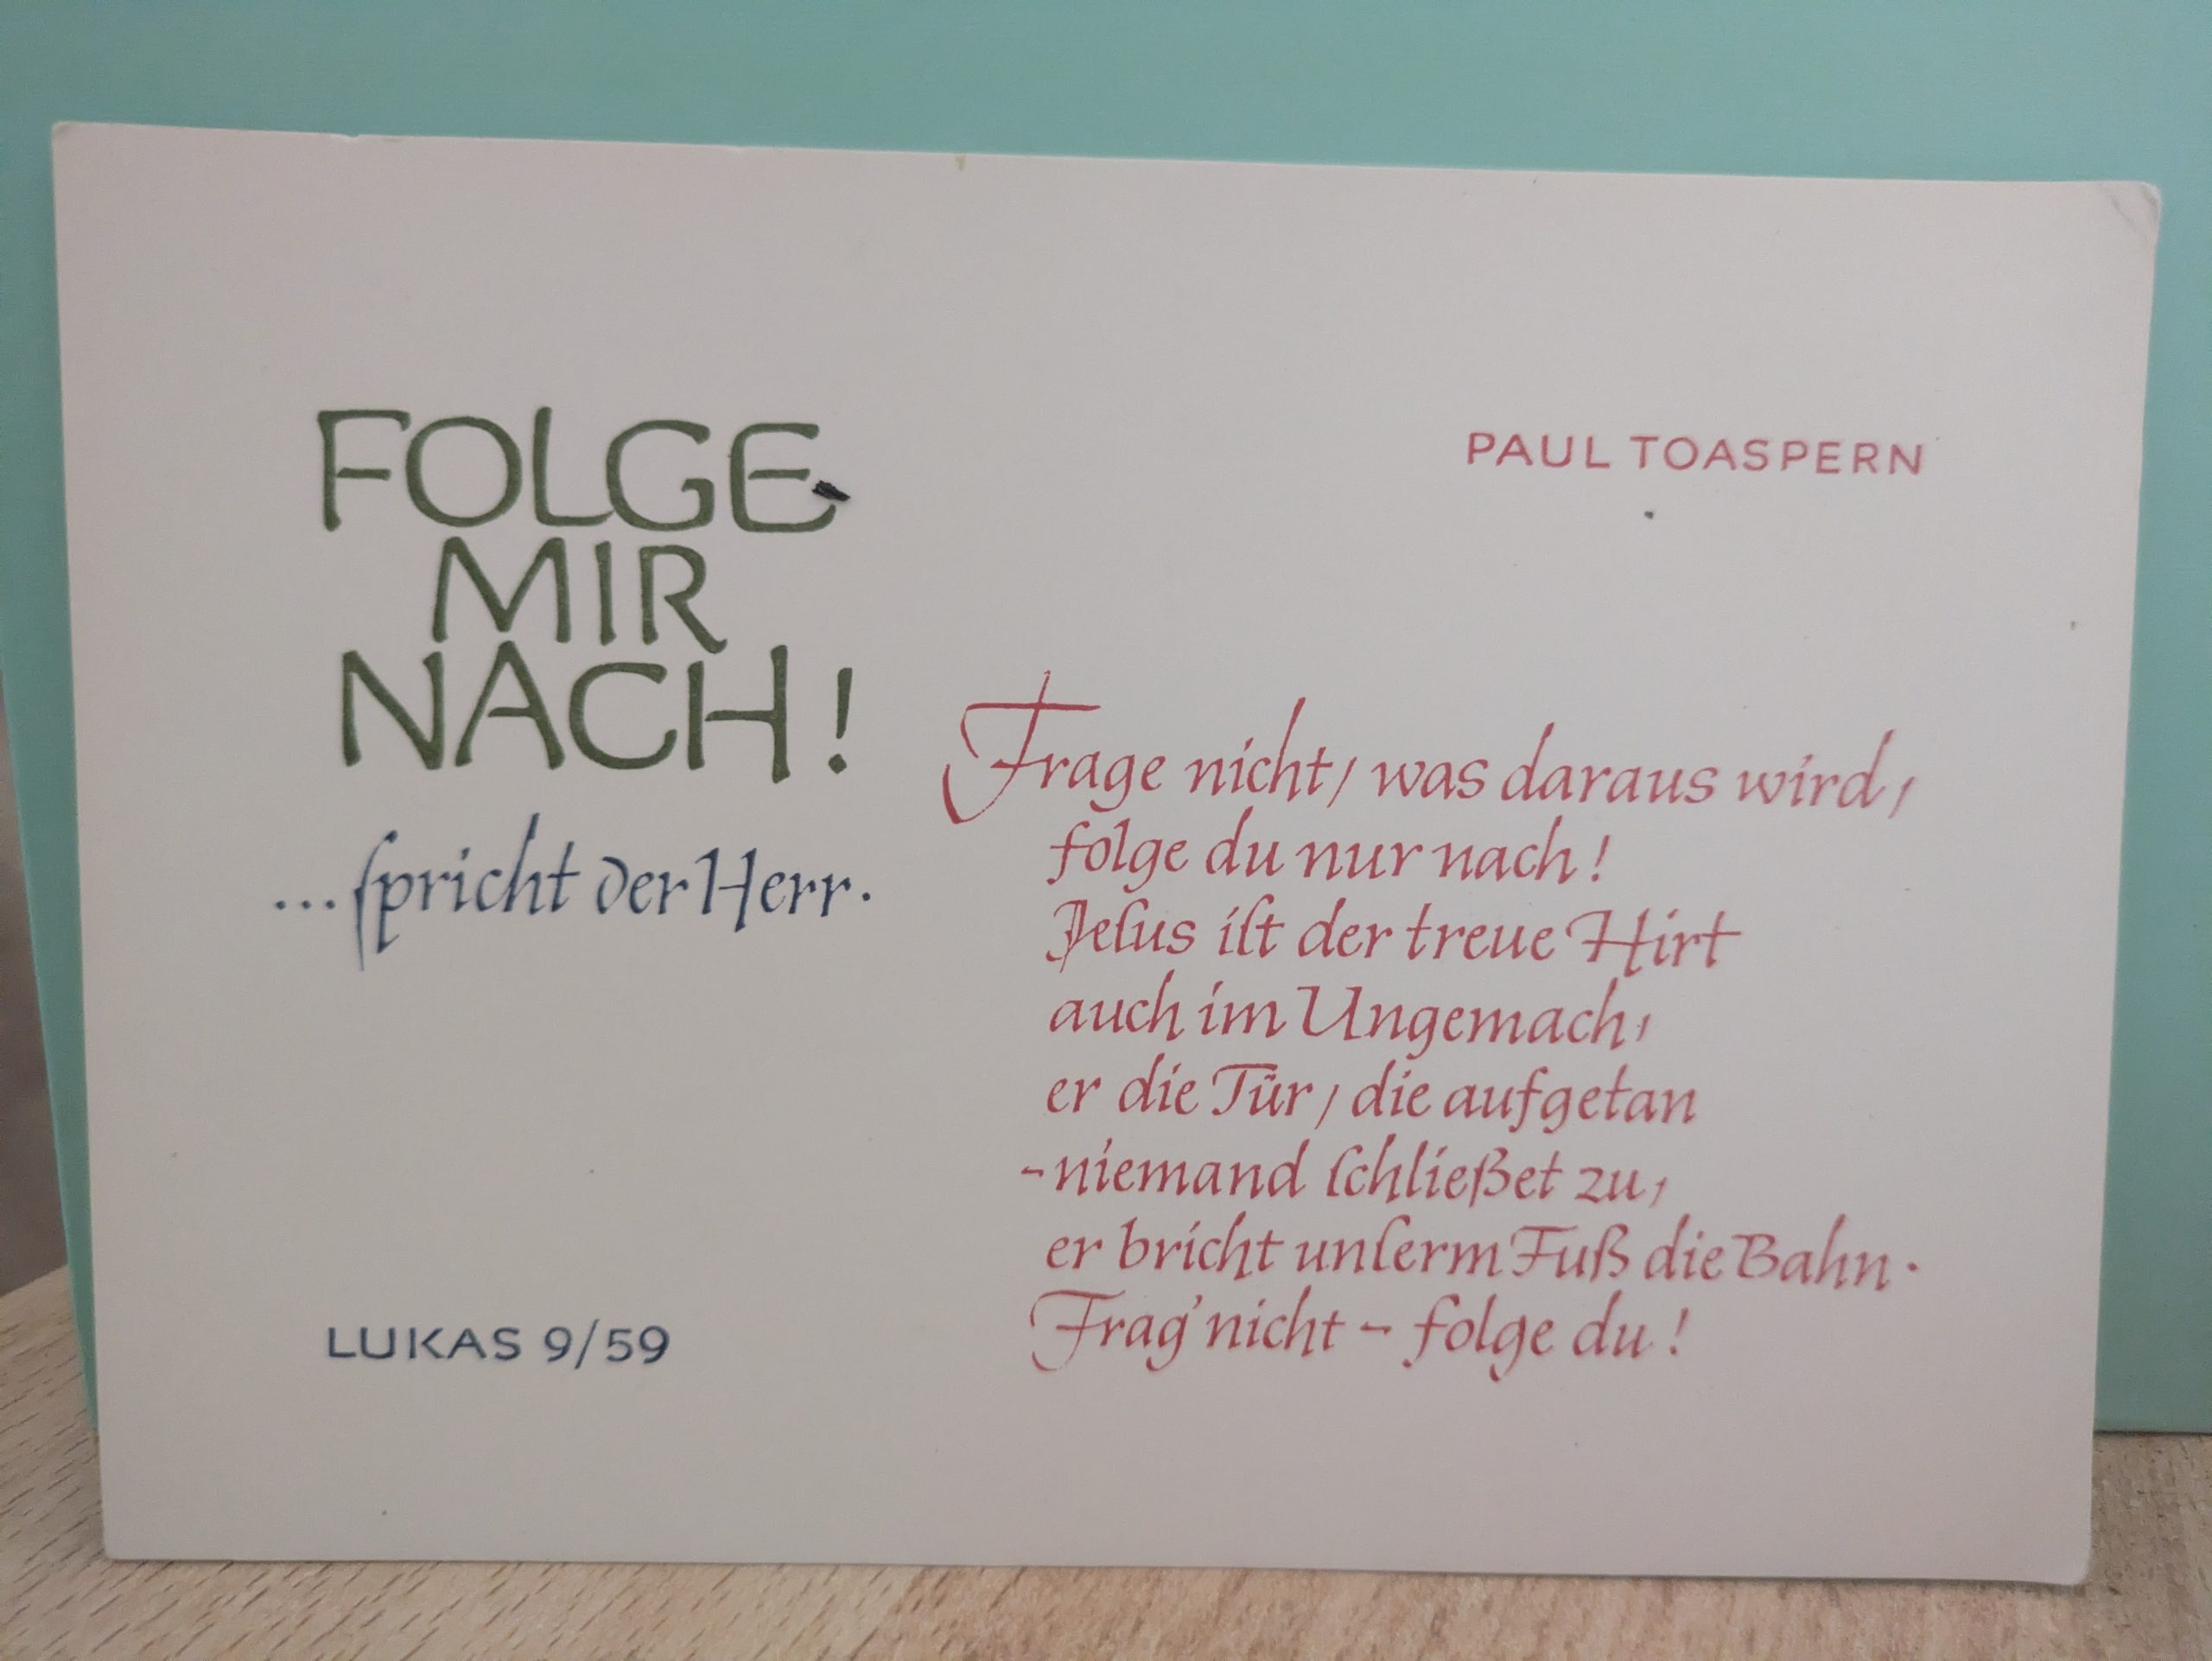 FOLGE
MIR
NACH!
...ſpricht der Herr.
LUKAS 9/59
PAUL TOASPERN
Frage nicht, was daraus wird,
folge du nur nach!
Jeſus iſt der treue Hirt
auch im Ungemach,
er die Tür, die aufgetan
-niemand ſchließet zu,
er bricht unſerm Fuß die Bahn.
Frag' nicht - folge du!